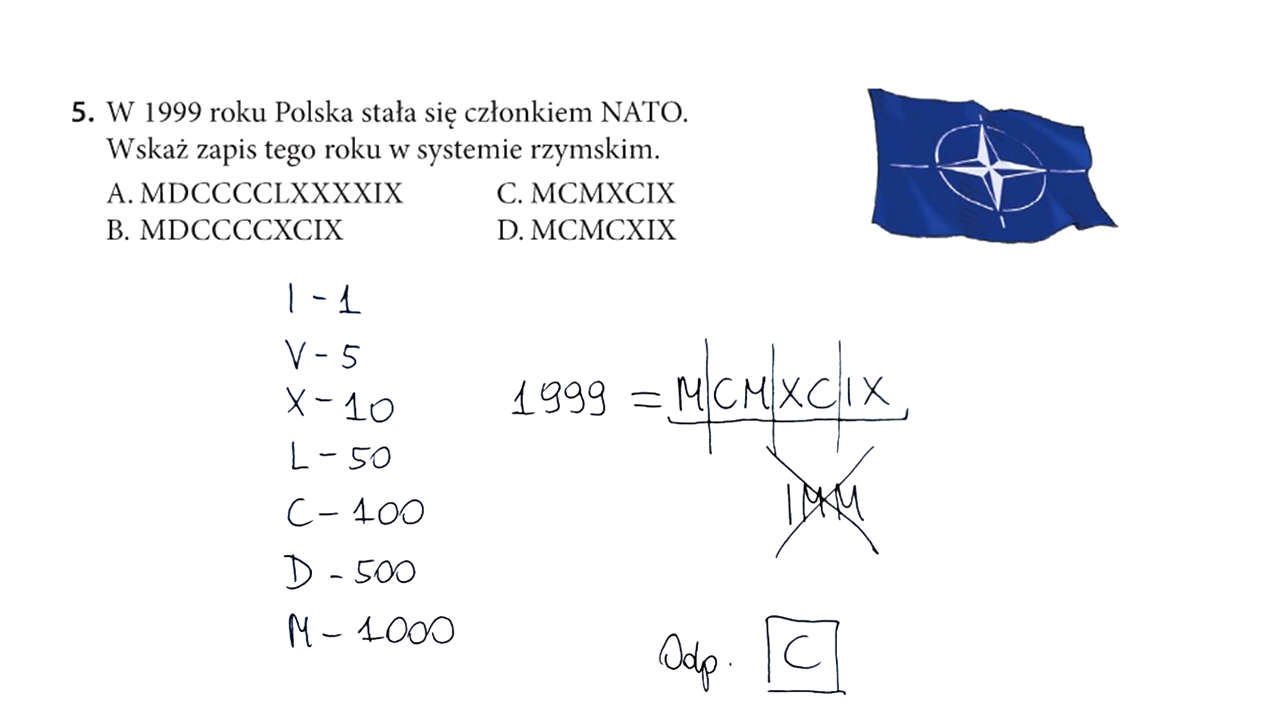 5. W 1999 roku Polska stała się członkiem NATO.
Wskaż zapis tego roku w systemie rzymskim.
A. MDCCCCLXXXXIX
C. MCMXCIX
B. MDCCCCXCIX
D. MCMCXIX
I - 1
V - 5
X - 10
L - 50
C - 100
D - 500
M - 1000
1999 = M|CM|XC|IX
IMM
Odp. C